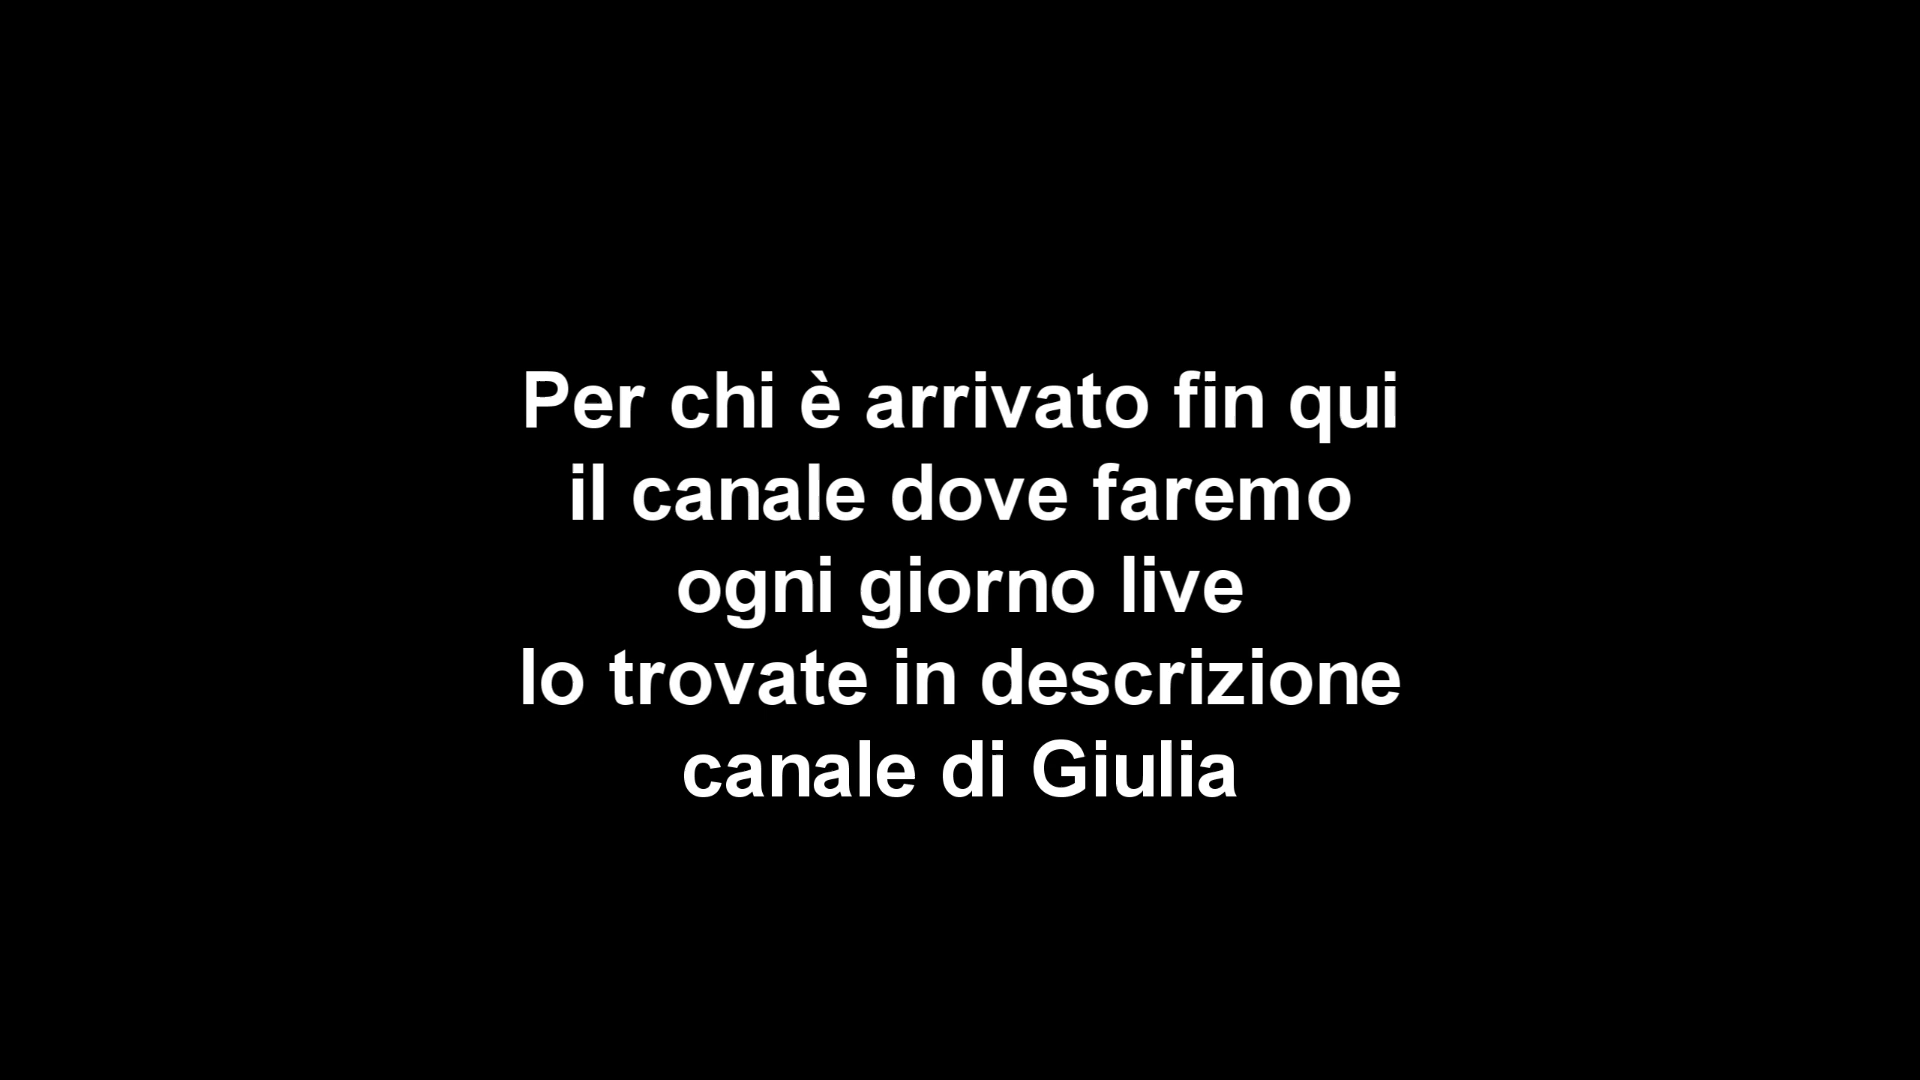 Per chi è arrivato fin qui
il canale dove faremo
ogni giorno live
lo trovate in descrizione
canale di Giulia